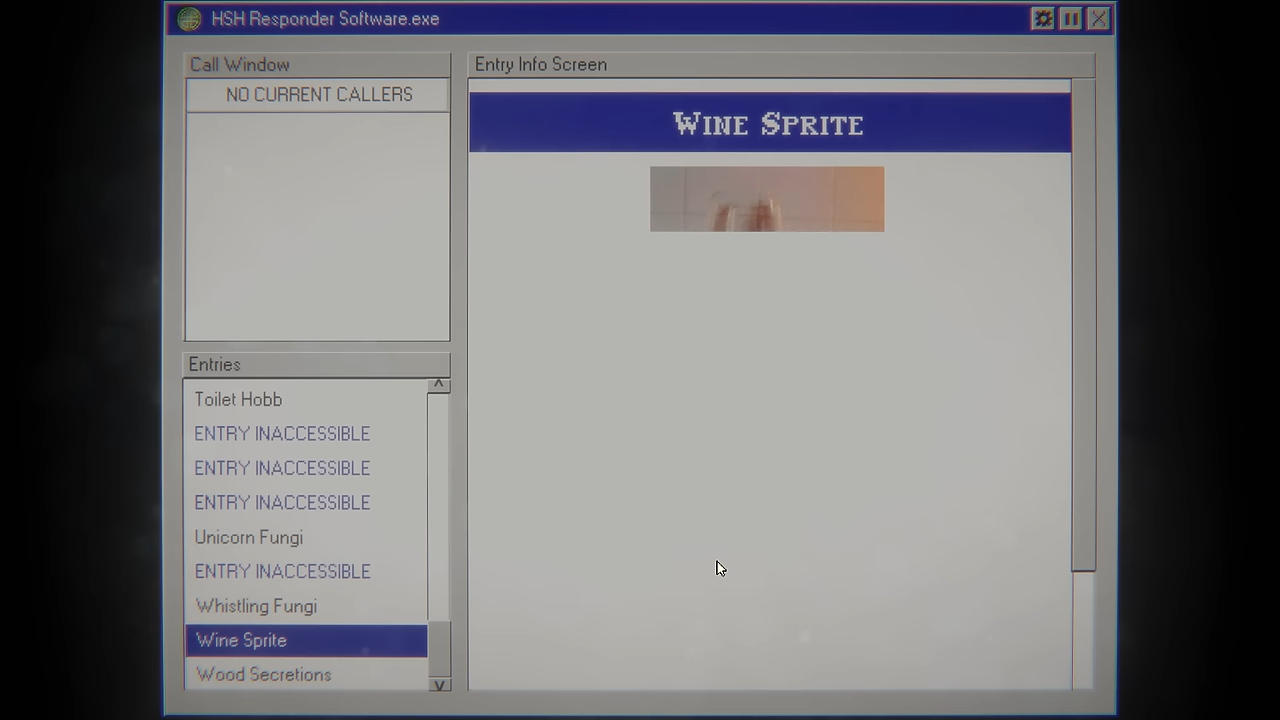 HSH Responder Software.exe
Call Window
NO CURRENT CALLERS
Entries
Toilet Hobb
ENTRY INACCESSIBLE
ENTRY INACCESSIBLE
ENTRY INACCESSIBLE
Unicorn Fungi
ENTRY INACCESSIBLE
Whistling Fungi
Wine Sprite
Wood Secretions
Entry Info Screen
Wine Sprite